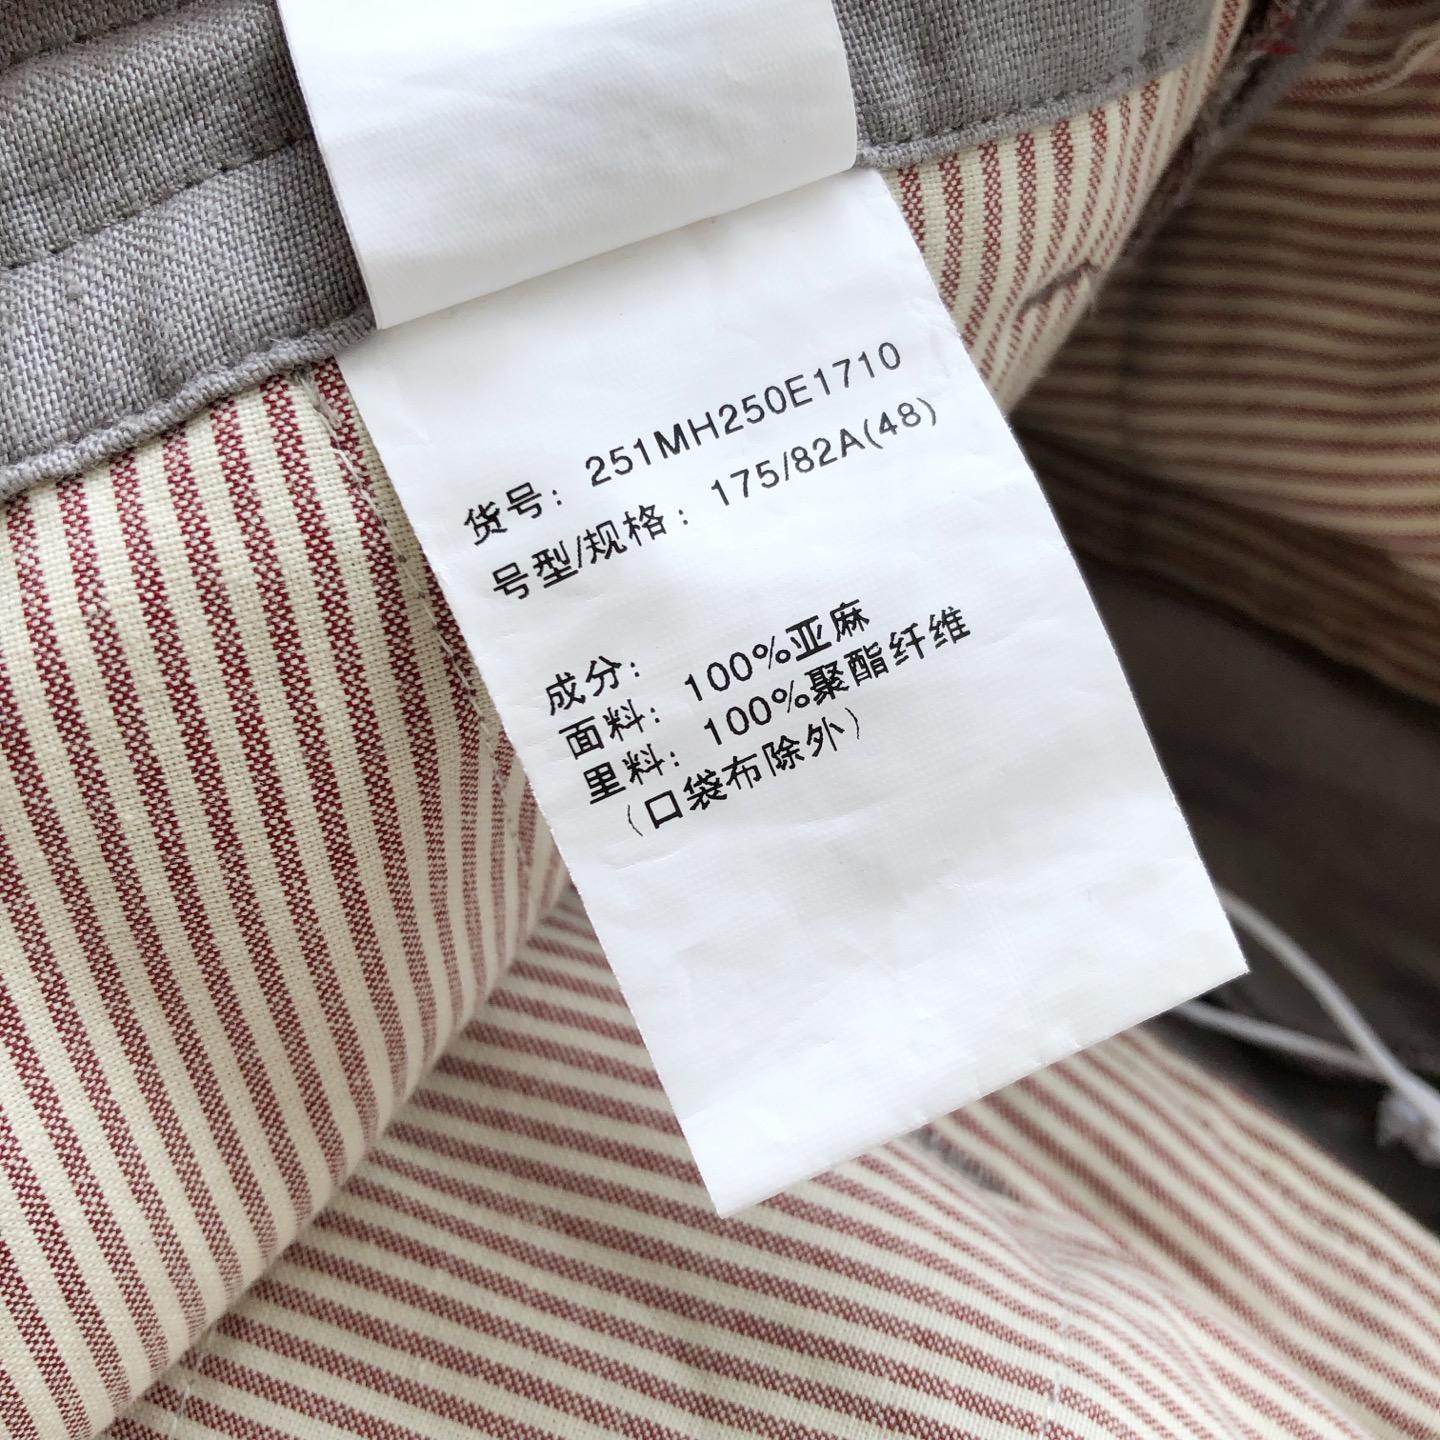 货号：251MH250E1710
号型/规格：175/82A(48)
成分：
面料：100%亚麻
里料：100%聚酯纤维
（口袋布除外）